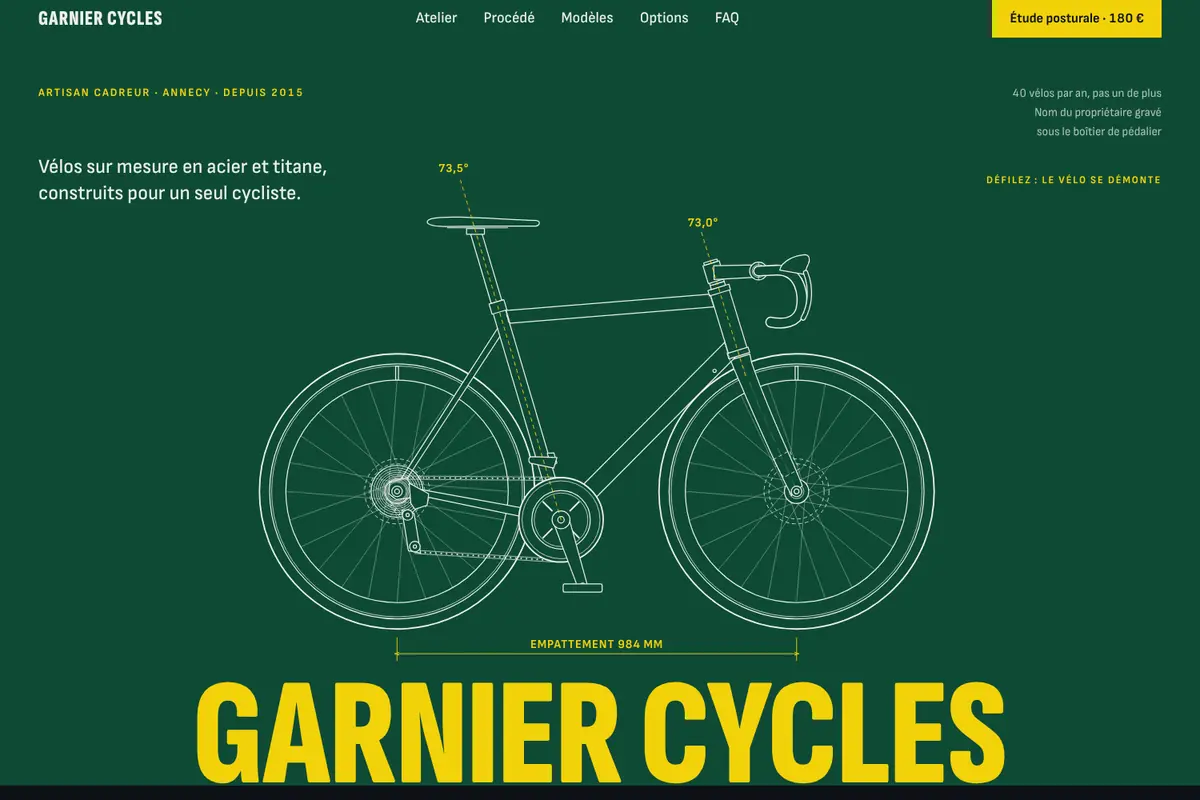 GARNIER CYCLES
Atelier
Procédé
Modèles
Options
FAQ
Étude posturale · 180 €
ARTISAN CADREUR · ANNECY · DEPUIS 2015
40 vélos par an, pas un de plus
Nom du propriétaire gravé
sous le boîtier de pédalier
Vélos sur mesure en acier et titane,
construits pour un seul cycliste.
DÉFILEZ : LE VÉLO SE DÉMONTE
73,5°
73,0°
EMPATTEMENT 984 MM
GARNIER CYCLES